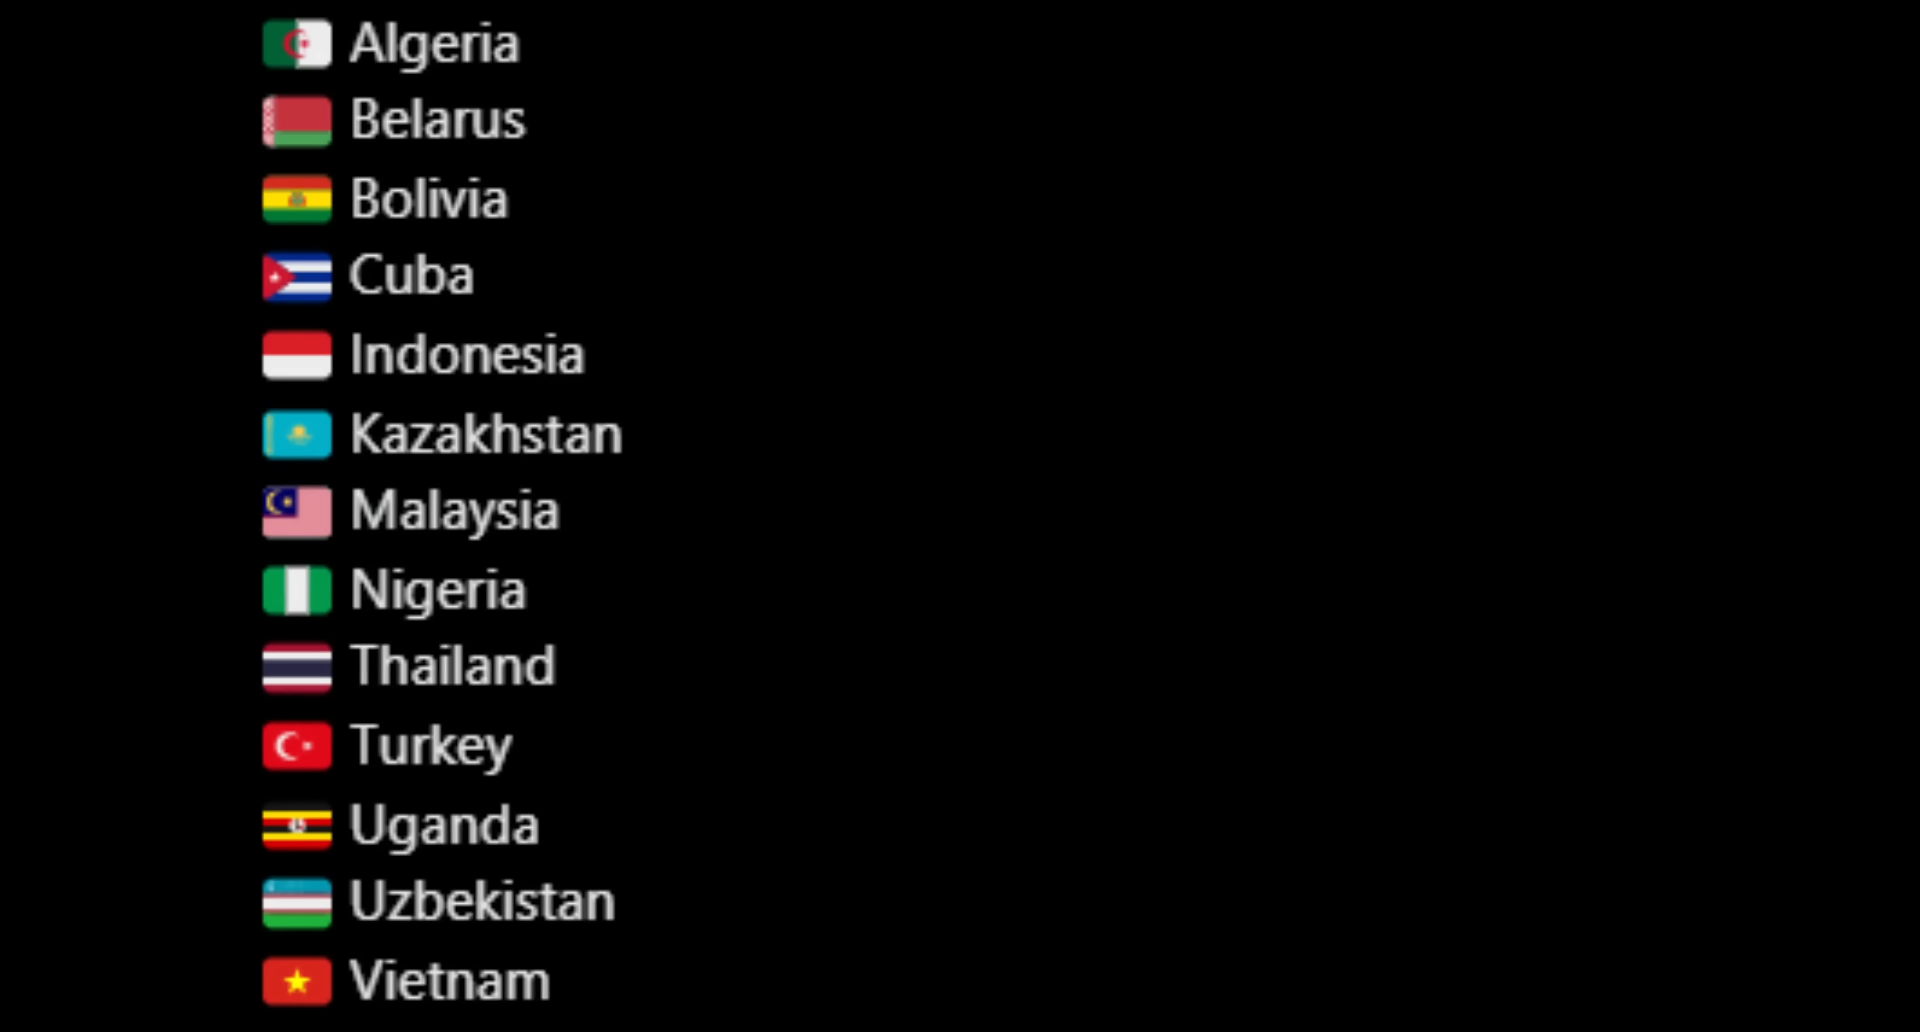 Algeria
Belarus
Bolivia
Cuba
Indonesia
Kazakhstan
Malaysia
Nigeria
Thailand
Turkey
Uganda
Uzbekistan
Vietnam